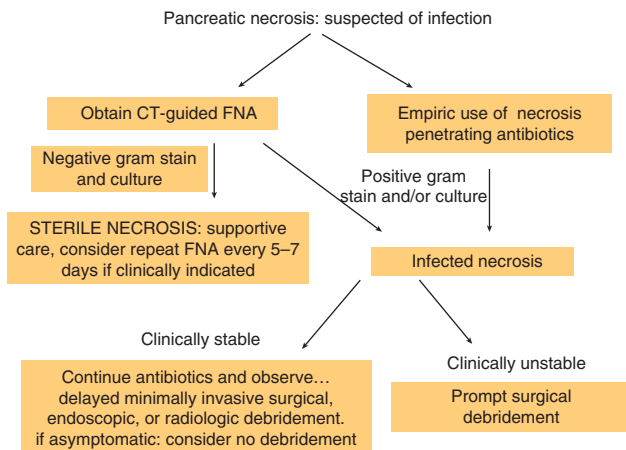 Pancreatic necrosis: suspected of infection
Obtain CT-guided FNA
Empiric use of necrosis
penetrating antibiotics
Negative gram stain
and culture
Positive gram
stain and/or culture
STERILE NECROSIS: supportive
care, consider repeat FNA every 5–7
days if clinically indicated
Infected necrosis
Clinically stable
Clinically unstable
Continue antibiotics and observe…
delayed minimally invasive surgical,
endoscopic, or radiologic debridement.
if asymptomatic: consider no debridement
Prompt surgical
debridement